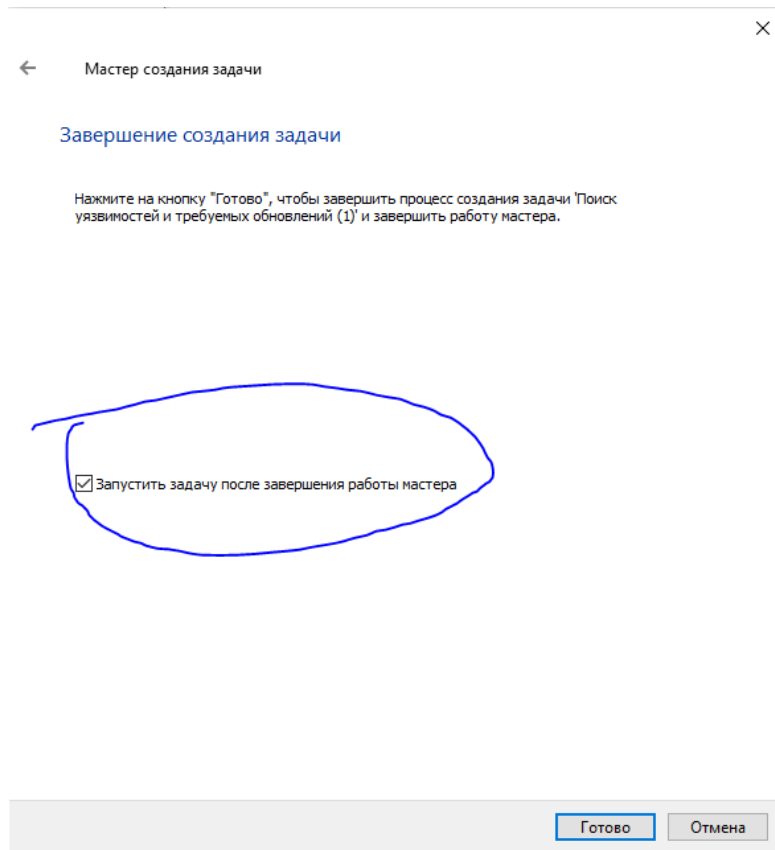 Мастер создания задачи
Завершение создания задачи
Нажмите на кнопку "Готово", чтобы завершить процесс создания задачи 'Поиск
уязвимостей и требуемых обновлений (1)' и завершить работу мастера.
Запустить задачу после завершения работы мастера
Готово Отмена